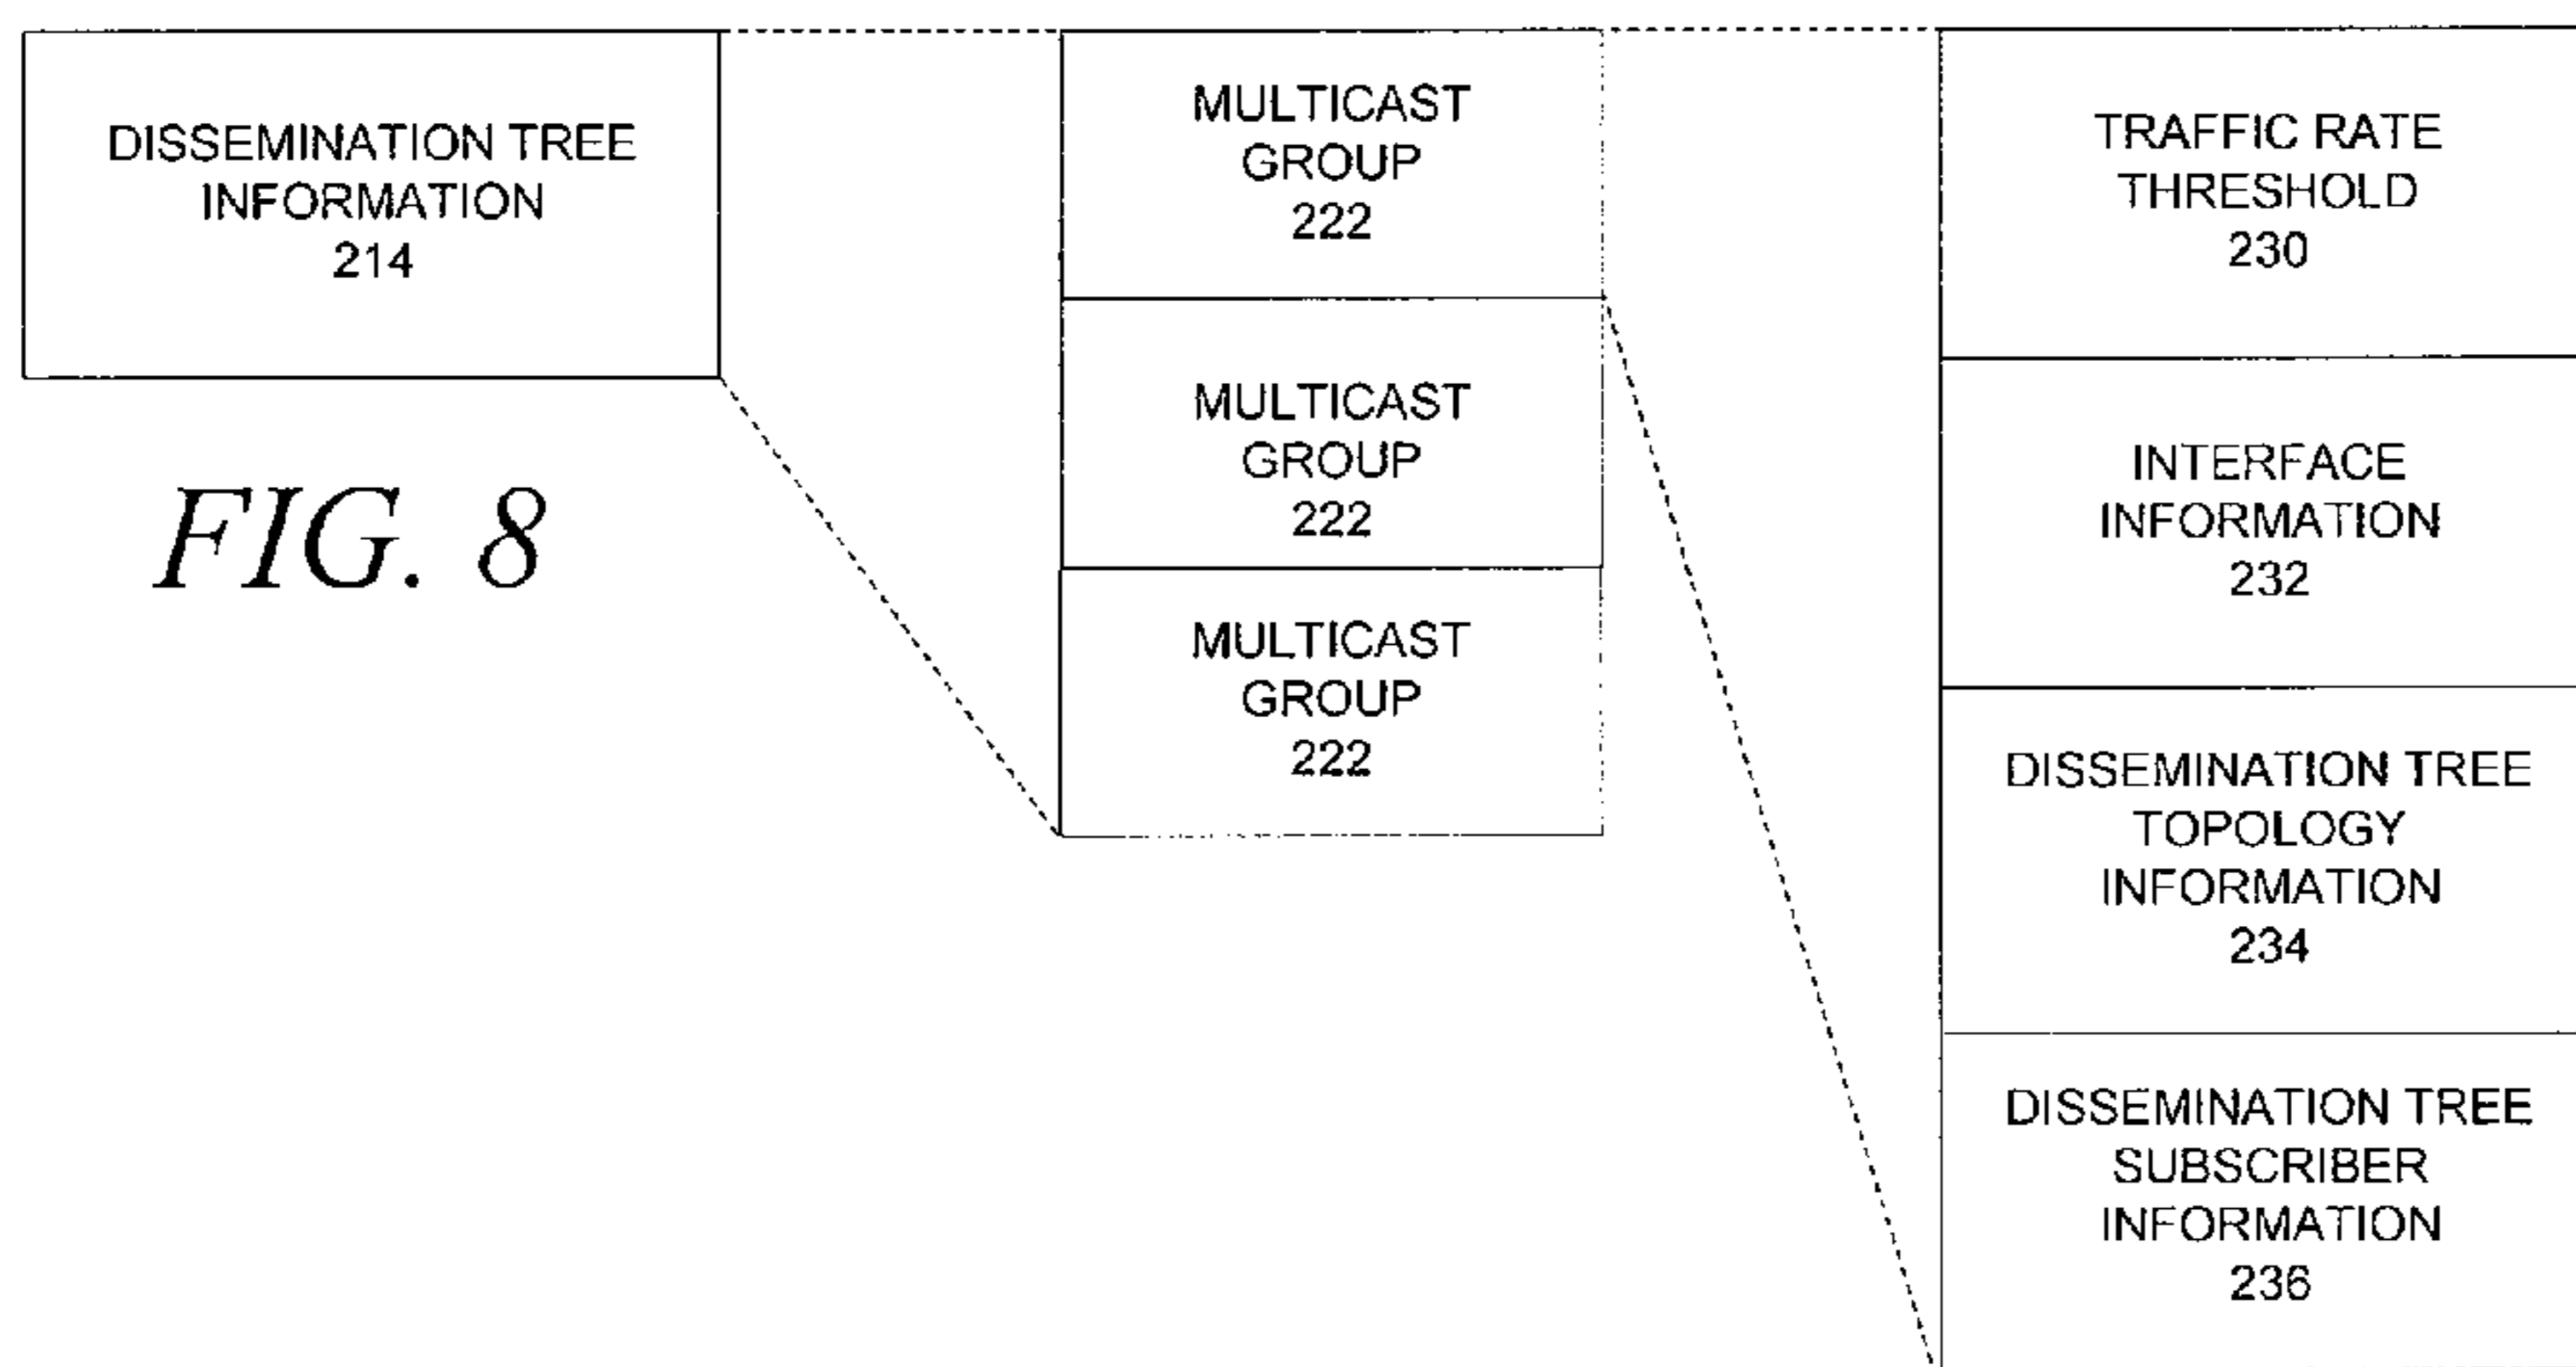 DISSEMINATION TREE
INFORMATION
214
FIG. 8
MULTICAST
GROUP
222
MULTICAST
GROUP
222
MULTICAST
GROUP
222
TRAFFIC RATE
THRESHOLD
230
INTERFACE
INFORMATION
232
DISSEMINATION TREE
TOPOLOGY
INFORMATION
234
DISSEMINATION TREE
SUBSCRIBER
INFORMATION
236